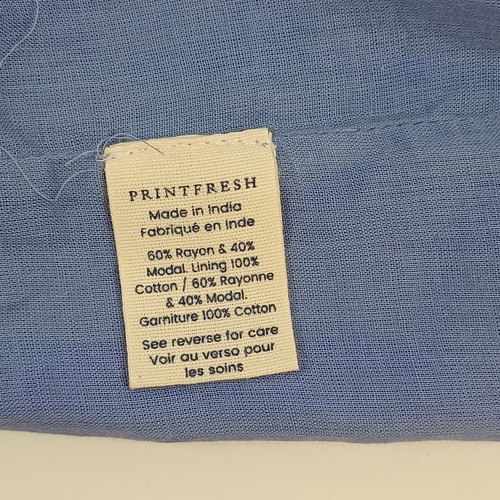 PRINTFRESH
Made in India
Fabriqué en Inde
60% Rayon & 40%
Modal. Lining 100%
Cotton / 60% Rayonne
& 40% Modal.
Garniture 100% Cotton
See reverse for care
Voir au verso pour
les soins